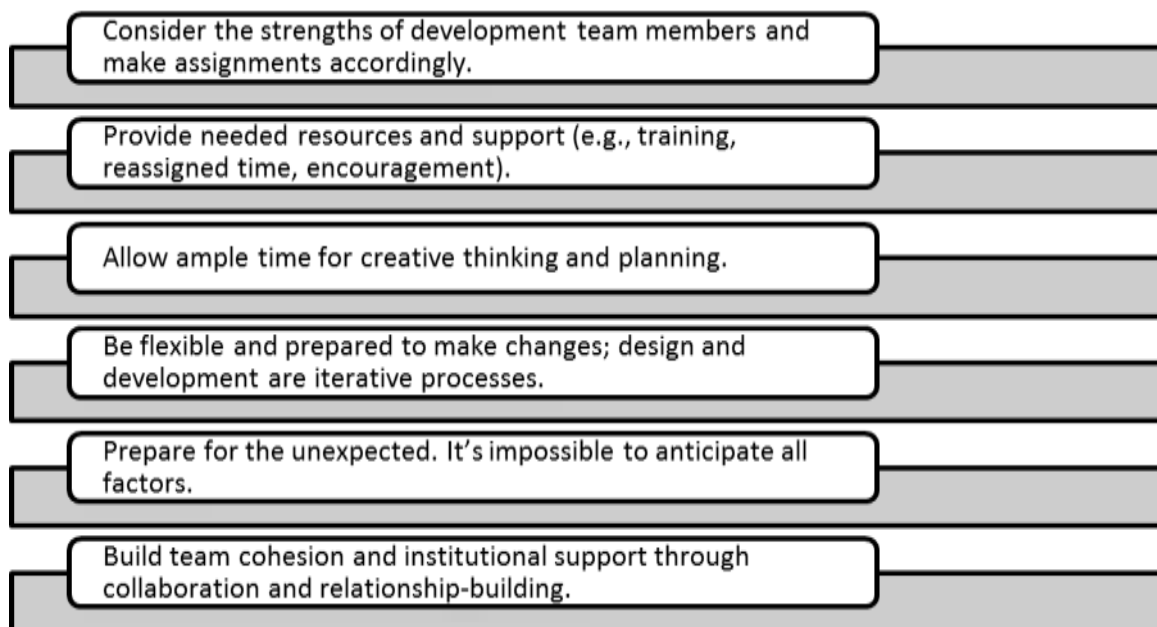 Consider the strengths of development team members and
make assignments accordingly.
Provide needed resources and support (e.g., training,
reassigned time, encouragement).
Allow ample time for creative thinking and planning.
Be flexible and prepared to make changes; design and
development are iterative processes.
Prepare for the unexpected. It’s impossible to anticipate all
factors.
Build team cohesion and institutional support through
collaboration and relationship-building.